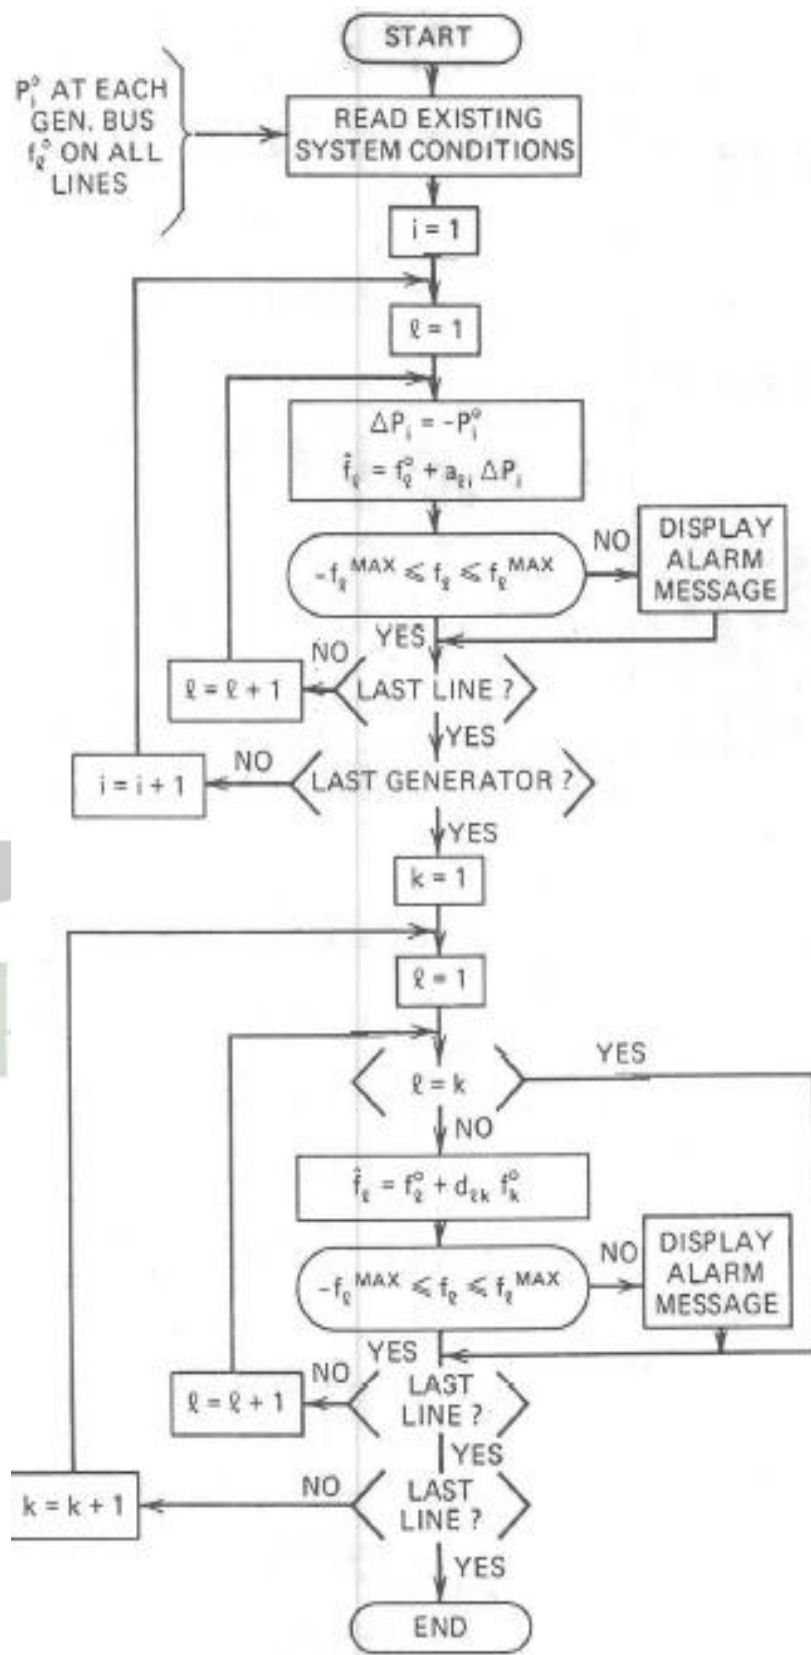 START
P_i° AT EACH
GEN. BUS
f_ℓ° ON ALL
LINES
READ EXISTING
SYSTEM CONDITIONS
i = 1
ℓ = 1
ΔP_i = -P_i°
f̂_ℓ = f_ℓ° + a_ℓi ΔP_i
-f_ℓ^MAX ≤ f_ℓ ≤ f_ℓ^MAX
NO
DISPLAY
ALARM
MESSAGE
YES
LAST LINE ?
NO
ℓ = ℓ + 1
YES
LAST GENERATOR ?
NO
i = i + 1
YES
k = 1
ℓ = 1
ℓ = k
YES
NO
f̂_ℓ = f_ℓ° + d_ℓk f_k°
-f_ℓ^MAX ≤ f_ℓ ≤ f_ℓ^MAX
NO
DISPLAY
ALARM
MESSAGE
YES
LAST
LINE ?
NO
ℓ = ℓ + 1
YES
LAST
LINE ?
NO
k = k + 1
YES
END